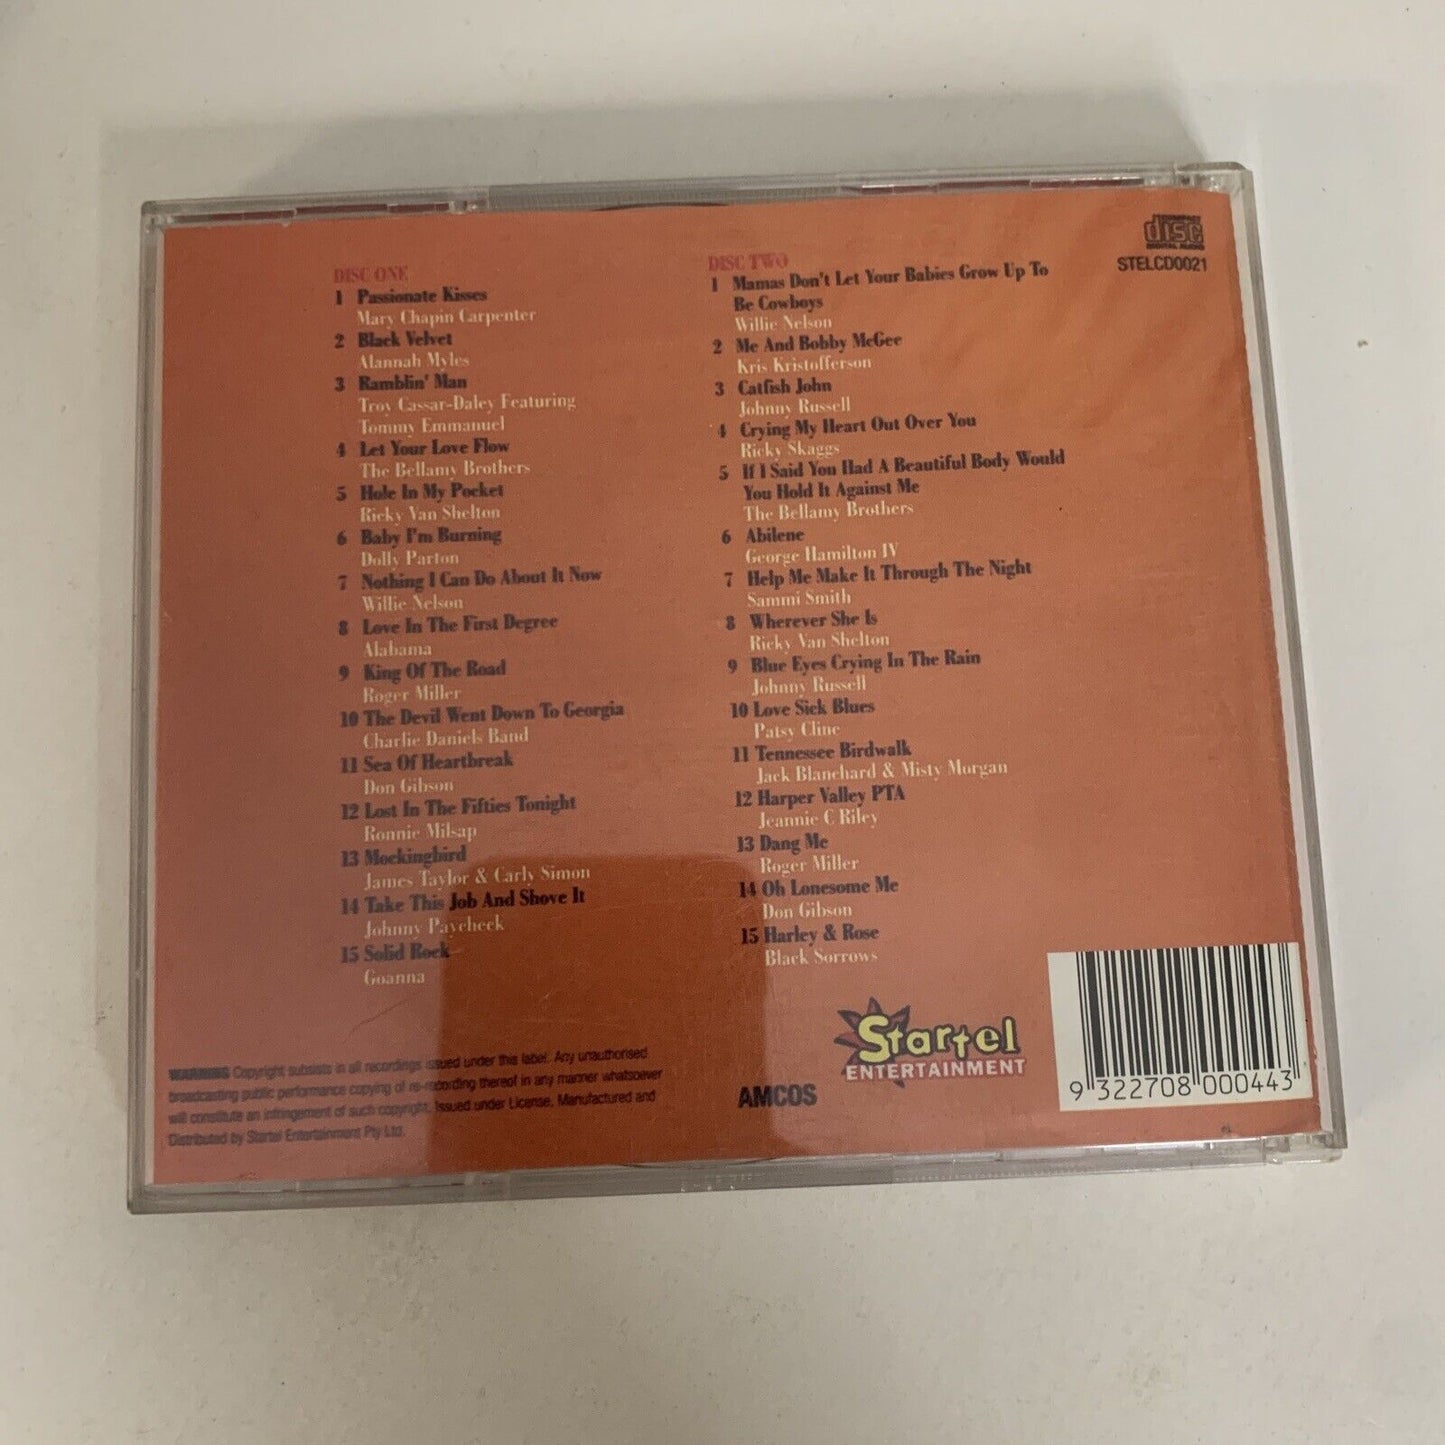 DISC ONE
1 Passionate Kisses
Mary Chapin Carpenter
2 Black Velvet
Alannah Myles
3 Ramblin' Man
Troy Cassar-Daley Featuring
Tommy Emmanuel
4 Let Your Love Flow
The Bellamy Brothers
5 Hole In My Pocket
Ricky Van Shelton
6 Baby I'm Burning
Dolly Parton
7 Nothing I Can Do About It Now
Willie Nelson
8 Love In The First Degree
Alabama
9 King Of The Road
Roger Miller
10 The Devil Went Down To Georgia
Charlie Daniels Band
11 Sea Of Heartbreak
Don Gibson
12 Lost In The Fifties Tonight
Ronnie Milsap
13 Mockingbird
James Taylor & Carly Simon
14 Take This Job And Shove It
Johnny Paycheck
15 Solid Rock
Goanna
DISC TWO
1 Mamas Don't Let Your Babies Grow Up To
Be Cowboys
Willie Nelson
2 Me And Bobby McGee
Kris Kristofferson
3 Catfish John
Johnny Russell
4 Crying My Heart Out Over You
Ricky Skaggs
5 If I Said You Had A Beautiful Body Would
You Hold It Against Me
The Bellamy Brothers
6 Abilene
George Hamilton IV
7 Help Me Make It Through The Night
Sammi Smith
8 Wherever She Is
Ricky Van Shelton
9 Blue Eyes Crying In The Rain
Johnny Russell
10 Love Sick Blues
Patsy Cline
11 Tennessee Birdwalk
Jack Blanchard & Misty Morgan
12 Harper Valley PTA
Jeannie C Riley
13 Dang Me
Roger Miller
14 Oh Lonesome Me
Don Gibson
15 Harley & Rose
Black Sorrows
COMPACT
disc
DIGITAL AUDIO
STELCD0021
WARNING Copyright subsists in all recordings issued under this label. Any unauthorised
broadcasting public performance copying of re-recording thereof in any manner whatsoever
will constitute an infringement of such copyright. Issued under License, Manufactured and
Distributed by Startel Entertainment Pty Ltd.
AMCOS
Startel
ENTERTAINMENT
9 322708 000443